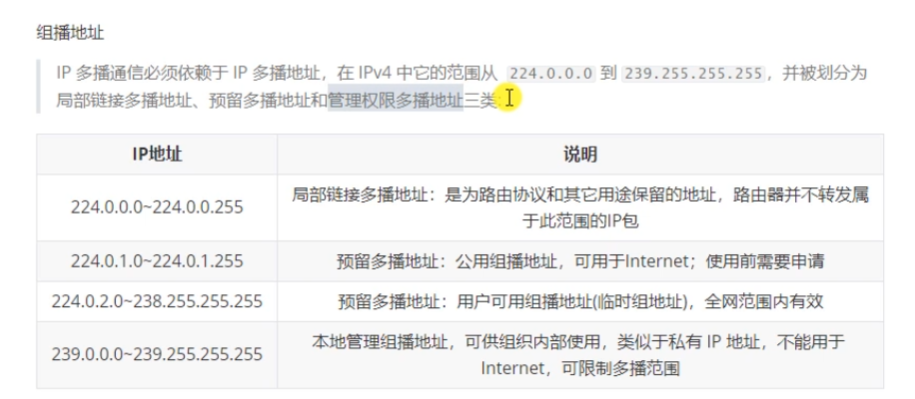 组播地址
IP 多播通信必须依赖于 IP 多播地址，在 IPv4 中它的范围从 224.0.0.0 到 239.255.255.255，并被划分为
局部链接多播地址、预留多播地址和管理权限多播地址三类:
IP地址 说明
224.0.0.0~224.0.0.255 局部链接多播地址：是为路由协议和其它用途保留的地址，路由器并不转发属
于此范围的IP包
224.0.1.0~224.0.1.255 预留多播地址：公用组播地址，可用于Internet；使用前需要申请
224.0.2.0~238.255.255.255 预留多播地址：用户可用组播地址(临时组地址)，全网范围内有效
239.0.0.0~239.255.255.255 本地管理组播地址，可供组织内部使用，类似于私有 IP 地址，不能用于
Internet，可限制多播范围